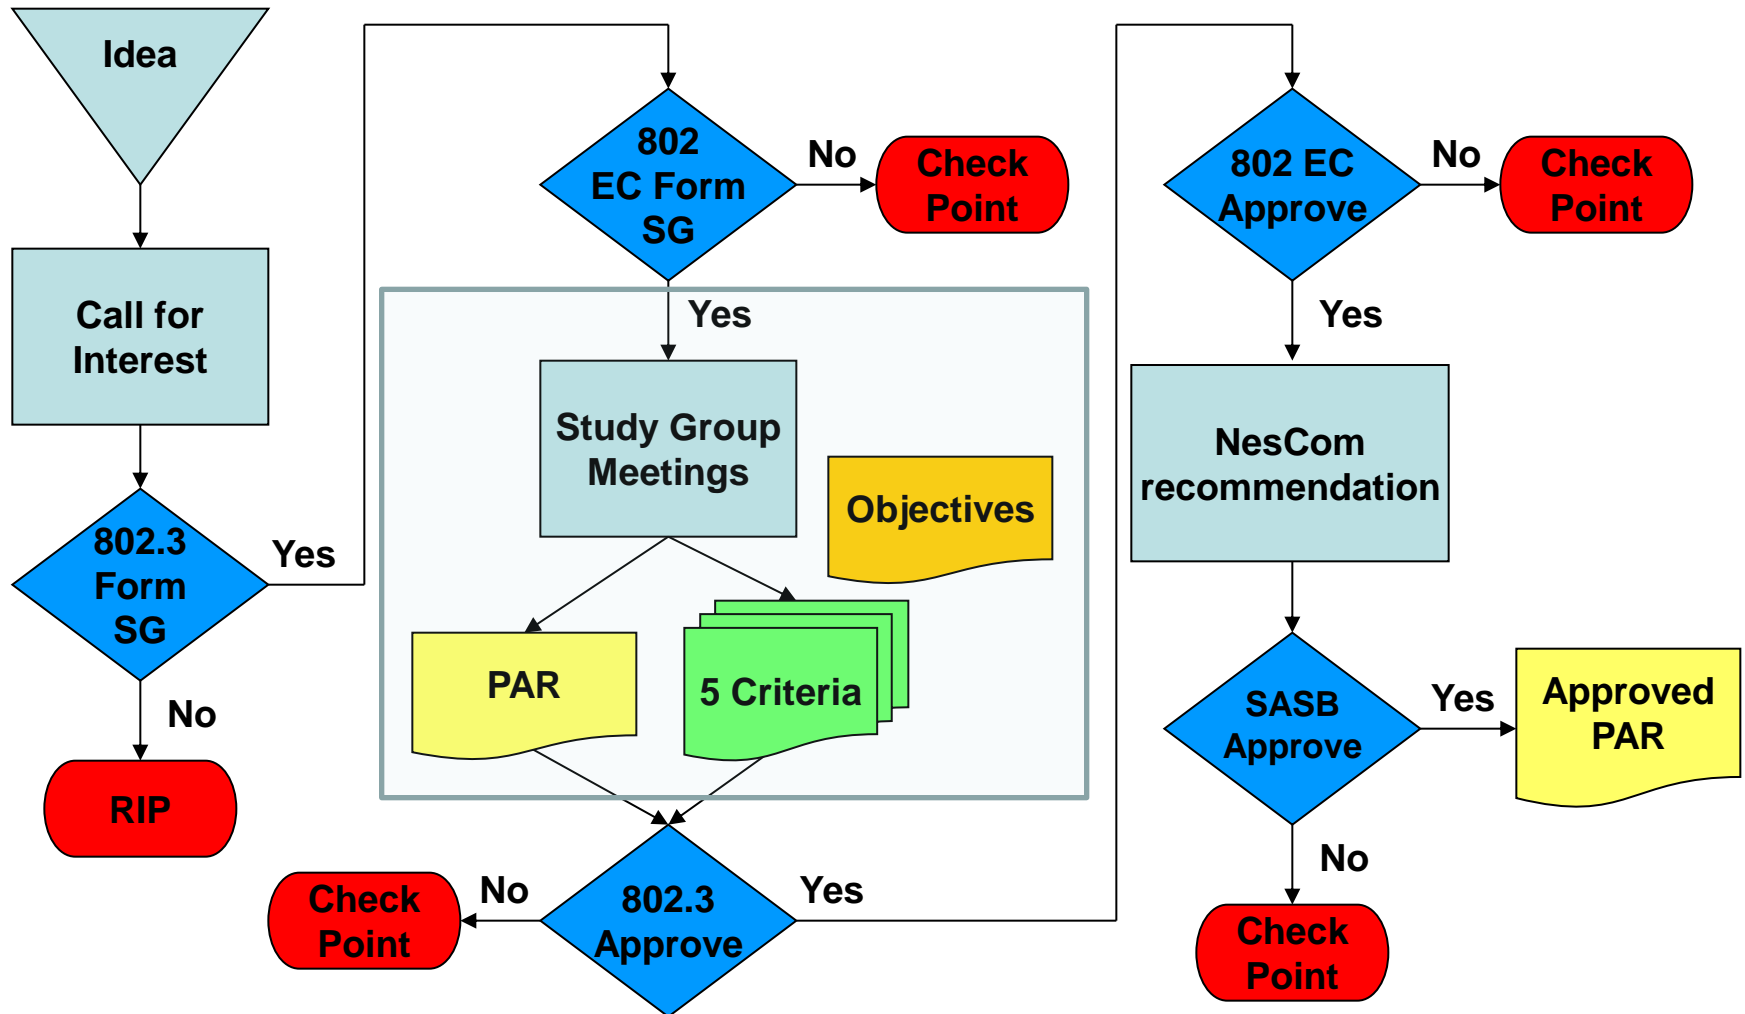 Idea
Call for
Interest
802.3
Form
SG
Yes
No
RIP
802
EC Form
SG
No
Check
Point
Yes
Study Group
Meetings
Objectives
PAR
5 Criteria
802.3
Approve
No
Check
Point
Yes
802 EC
Approve
No
Check
Point
Yes
NesCom
recommendation
SASB
Approve
Yes
Approved
PAR
No
Check
Point